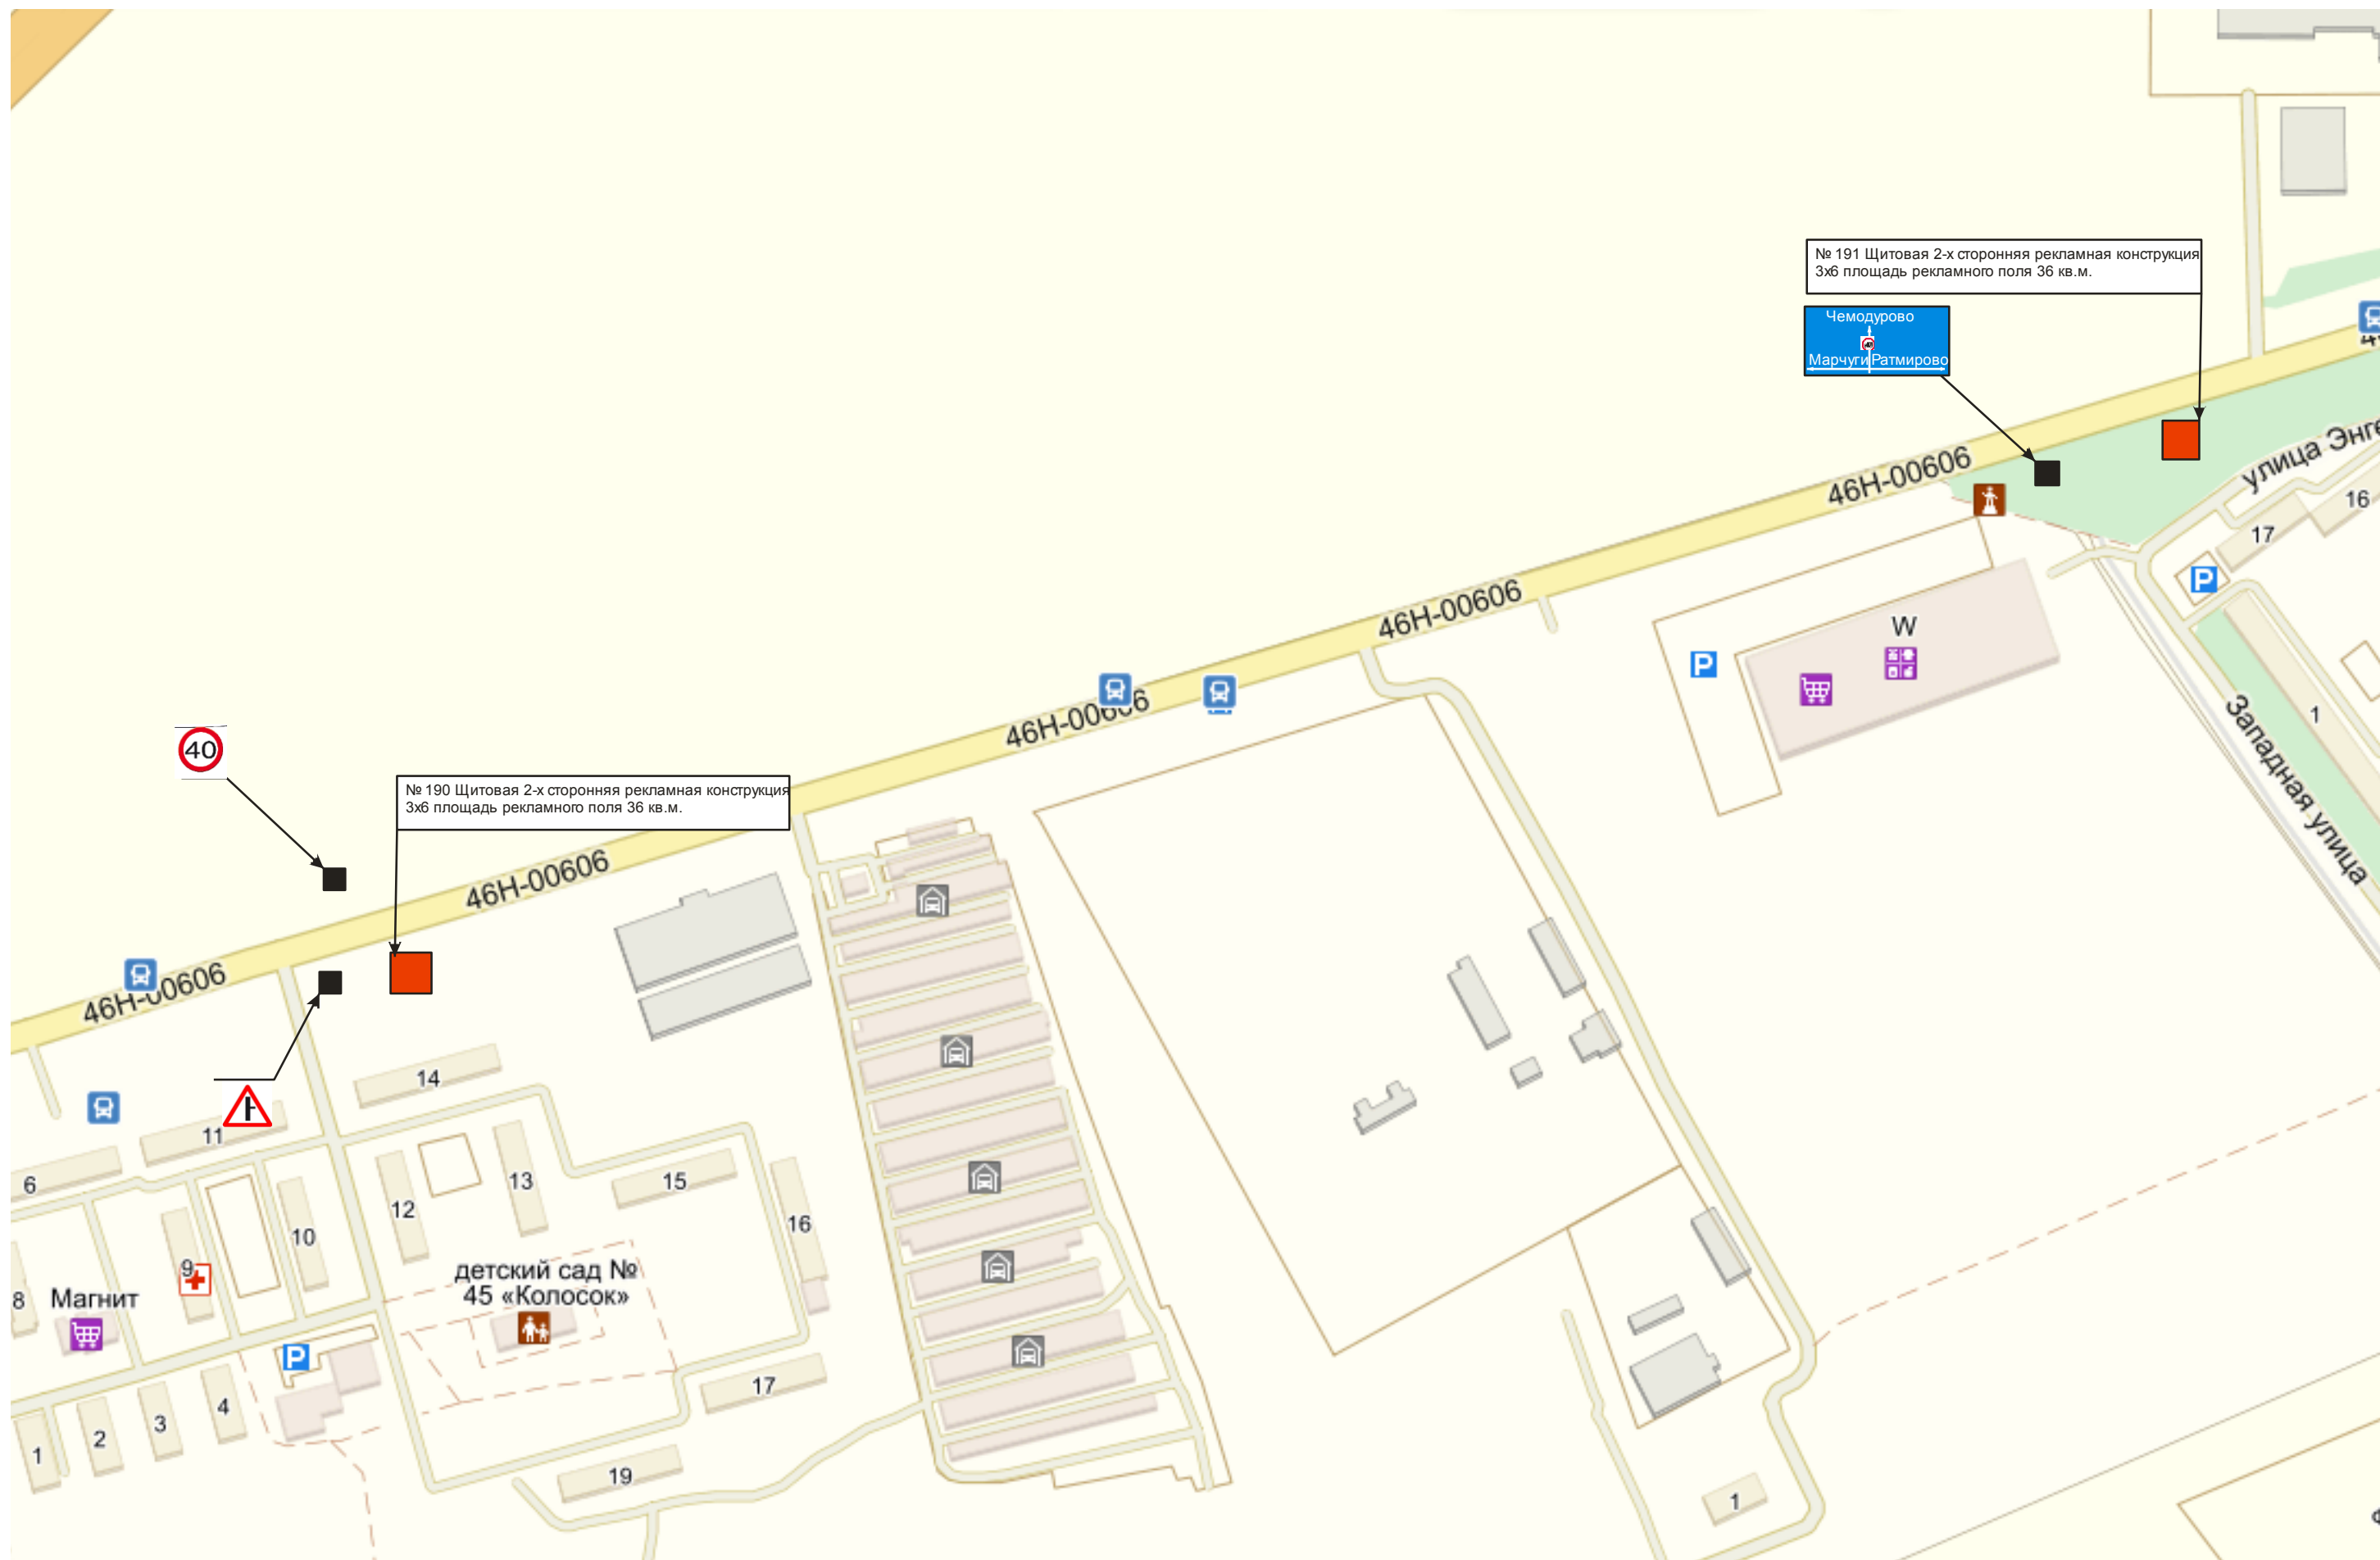 № 191 Щитовая 2-х сторонняя рекламная конструкция
3х6 площадь рекламного поля 36 кв.м.
Чемодурово
Марчуги Ратмирово
46Н-00606
улица Энге
16
17
46Н-00606
W
P
P
1
Западная улица
46Н-00606
40
№ 190 Щитовая 2-х сторонняя рекламная конструкция
3х6 площадь рекламного поля 36 кв.м.
46Н-00606
46Н-00606
14
11
6
12
13
15
16
10
9
8
Магнит
детский сад №
45 «Колосок»
P
17
4
3
2
1
19
1